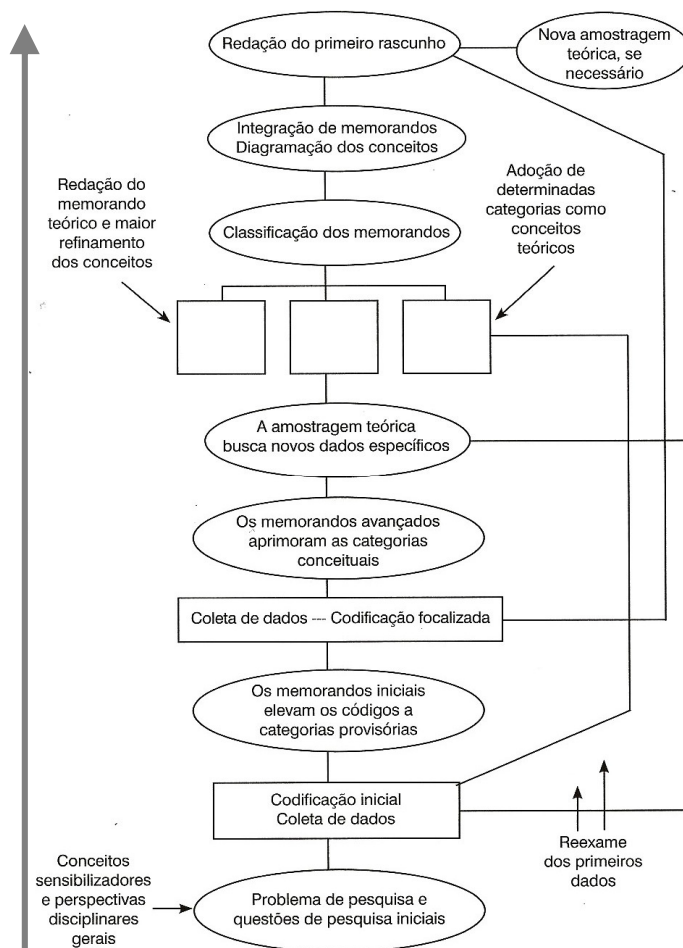 Redação do primeiro rascunho
Nova amostragem
teórica, se
necessário
Integração de memorandos
Diagramação dos conceitos
Redação do
memorando
teórico e maior
refinamento
dos conceitos
Adoção de
determinadas
categorias como
conceitos
teóricos
Classificação dos memorandos
A amostragem teórica
busca novos dados específicos
Os memorandos avançados
aprimoram as categorias
conceituais
Coleta de dados --- Codificação focalizada
Os memorandos iniciais
elevam os códigos a
categorias provisórias
Codificação inicial
Coleta de dados
Reexame
dos primeiros
dados
Conceitos
sensibilizadores
e perspectivas
disciplinares
gerais
Problema de pesquisa e
questões de pesquisa iniciais